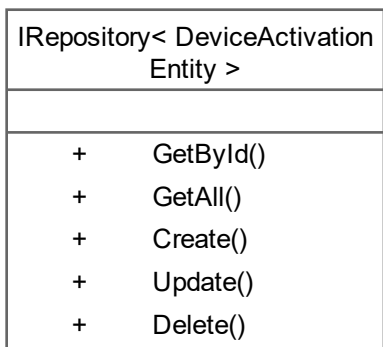 IRepository< DeviceActivation
Entity >
+ GetById()
+ GetAll()
+ Create()
+ Update()
+ Delete()